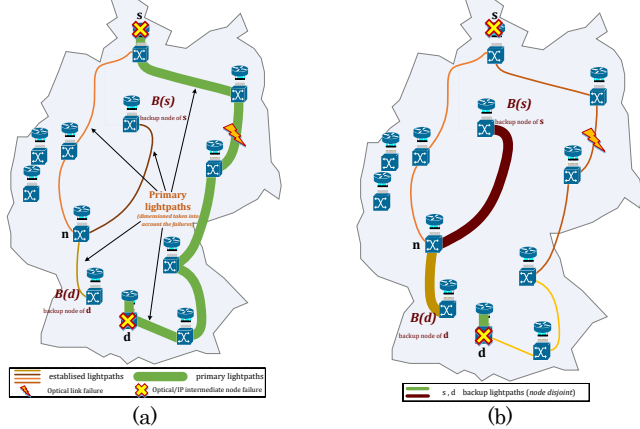 s
B(s)
backup node of s
Primary
lightpaths
(dimensioned taken into
account the failures)
n
B(d)
backup node of d
d
establised lightpaths
primary lightpaths
Optical link failure
Optical/IP intermediate node failure
(a)
s
B(s)
backup node of s
n
B(d)
backup node of d
d
s , d backup lightpaths (node disjoint)
(b)